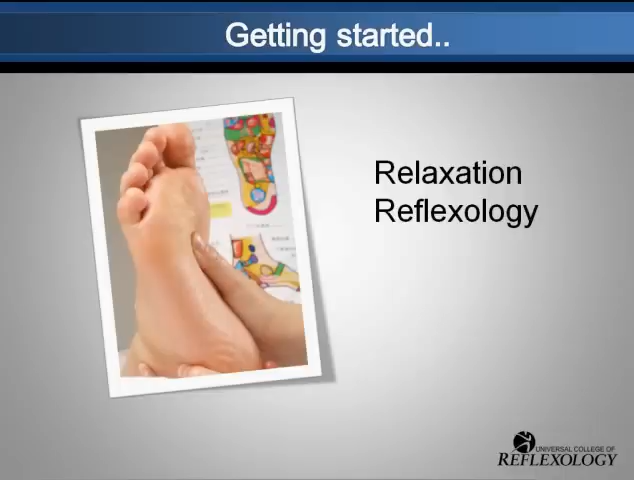 Getting started..
Relaxation
Reflexology
UNIVERSAL COLLEGE OF
REFLEXOLOGY